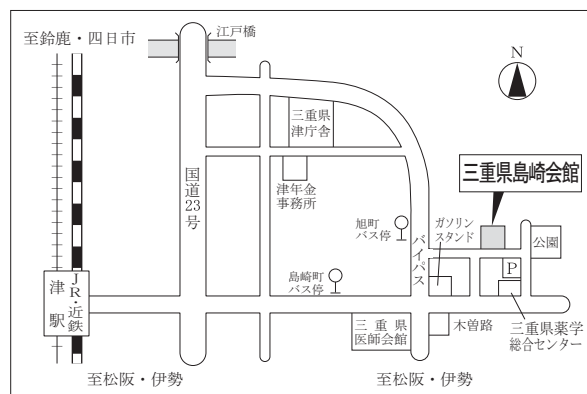 至鈴鹿・四日市
江戸橋
N
三重県
津庁舎
三重県島崎会館
国道23号
津年金
事務所
旭町
バス停
ガソリン
スタンド
バイパス
公園
P
島崎町
バス停
津駅
JR・近鉄
三重県
医師会館
木曽路
三重県薬学
総合センター
至松阪・伊勢
至松阪・伊勢